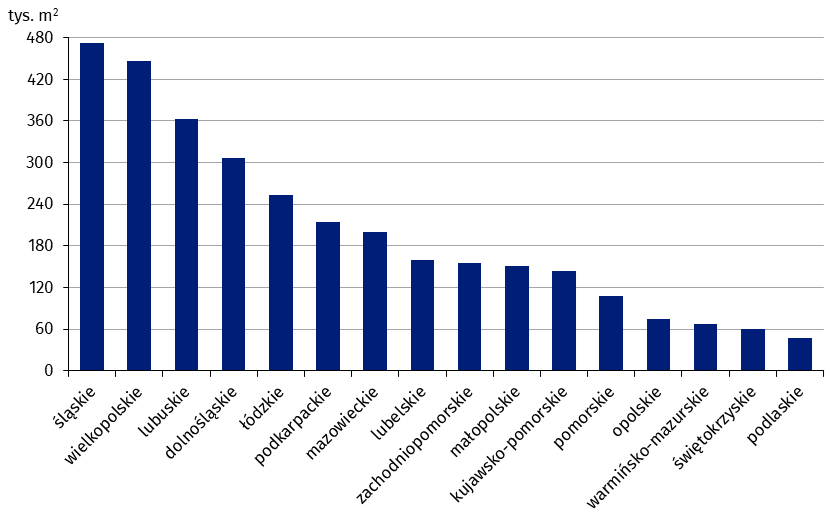 tys. m²
480
420
360
300
240
180
120
60
0
śląskie
wielkopolskie
lubuskie
dolnośląskie
łódzkie
podkarpackie
mazowieckie
lubelskie
zachodniopomorskie
małopolskie
kujawsko-pomorskie
pomorskie
opolskie
warmińsko-mazurskie
świętokrzyskie
podlaskie